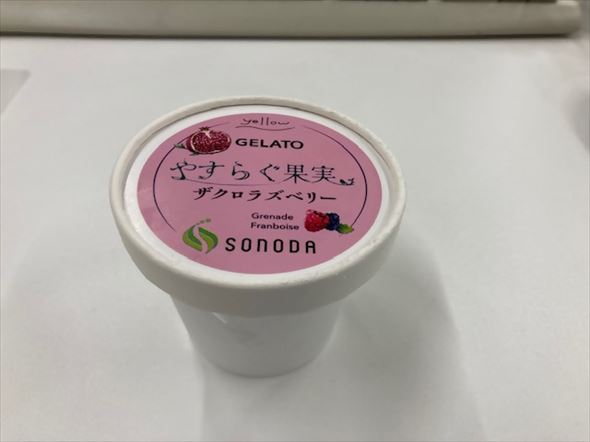 yellow
GELATO
やすらぐ果実
ザクロラズベリー
Grenade
Franboise
SONODA